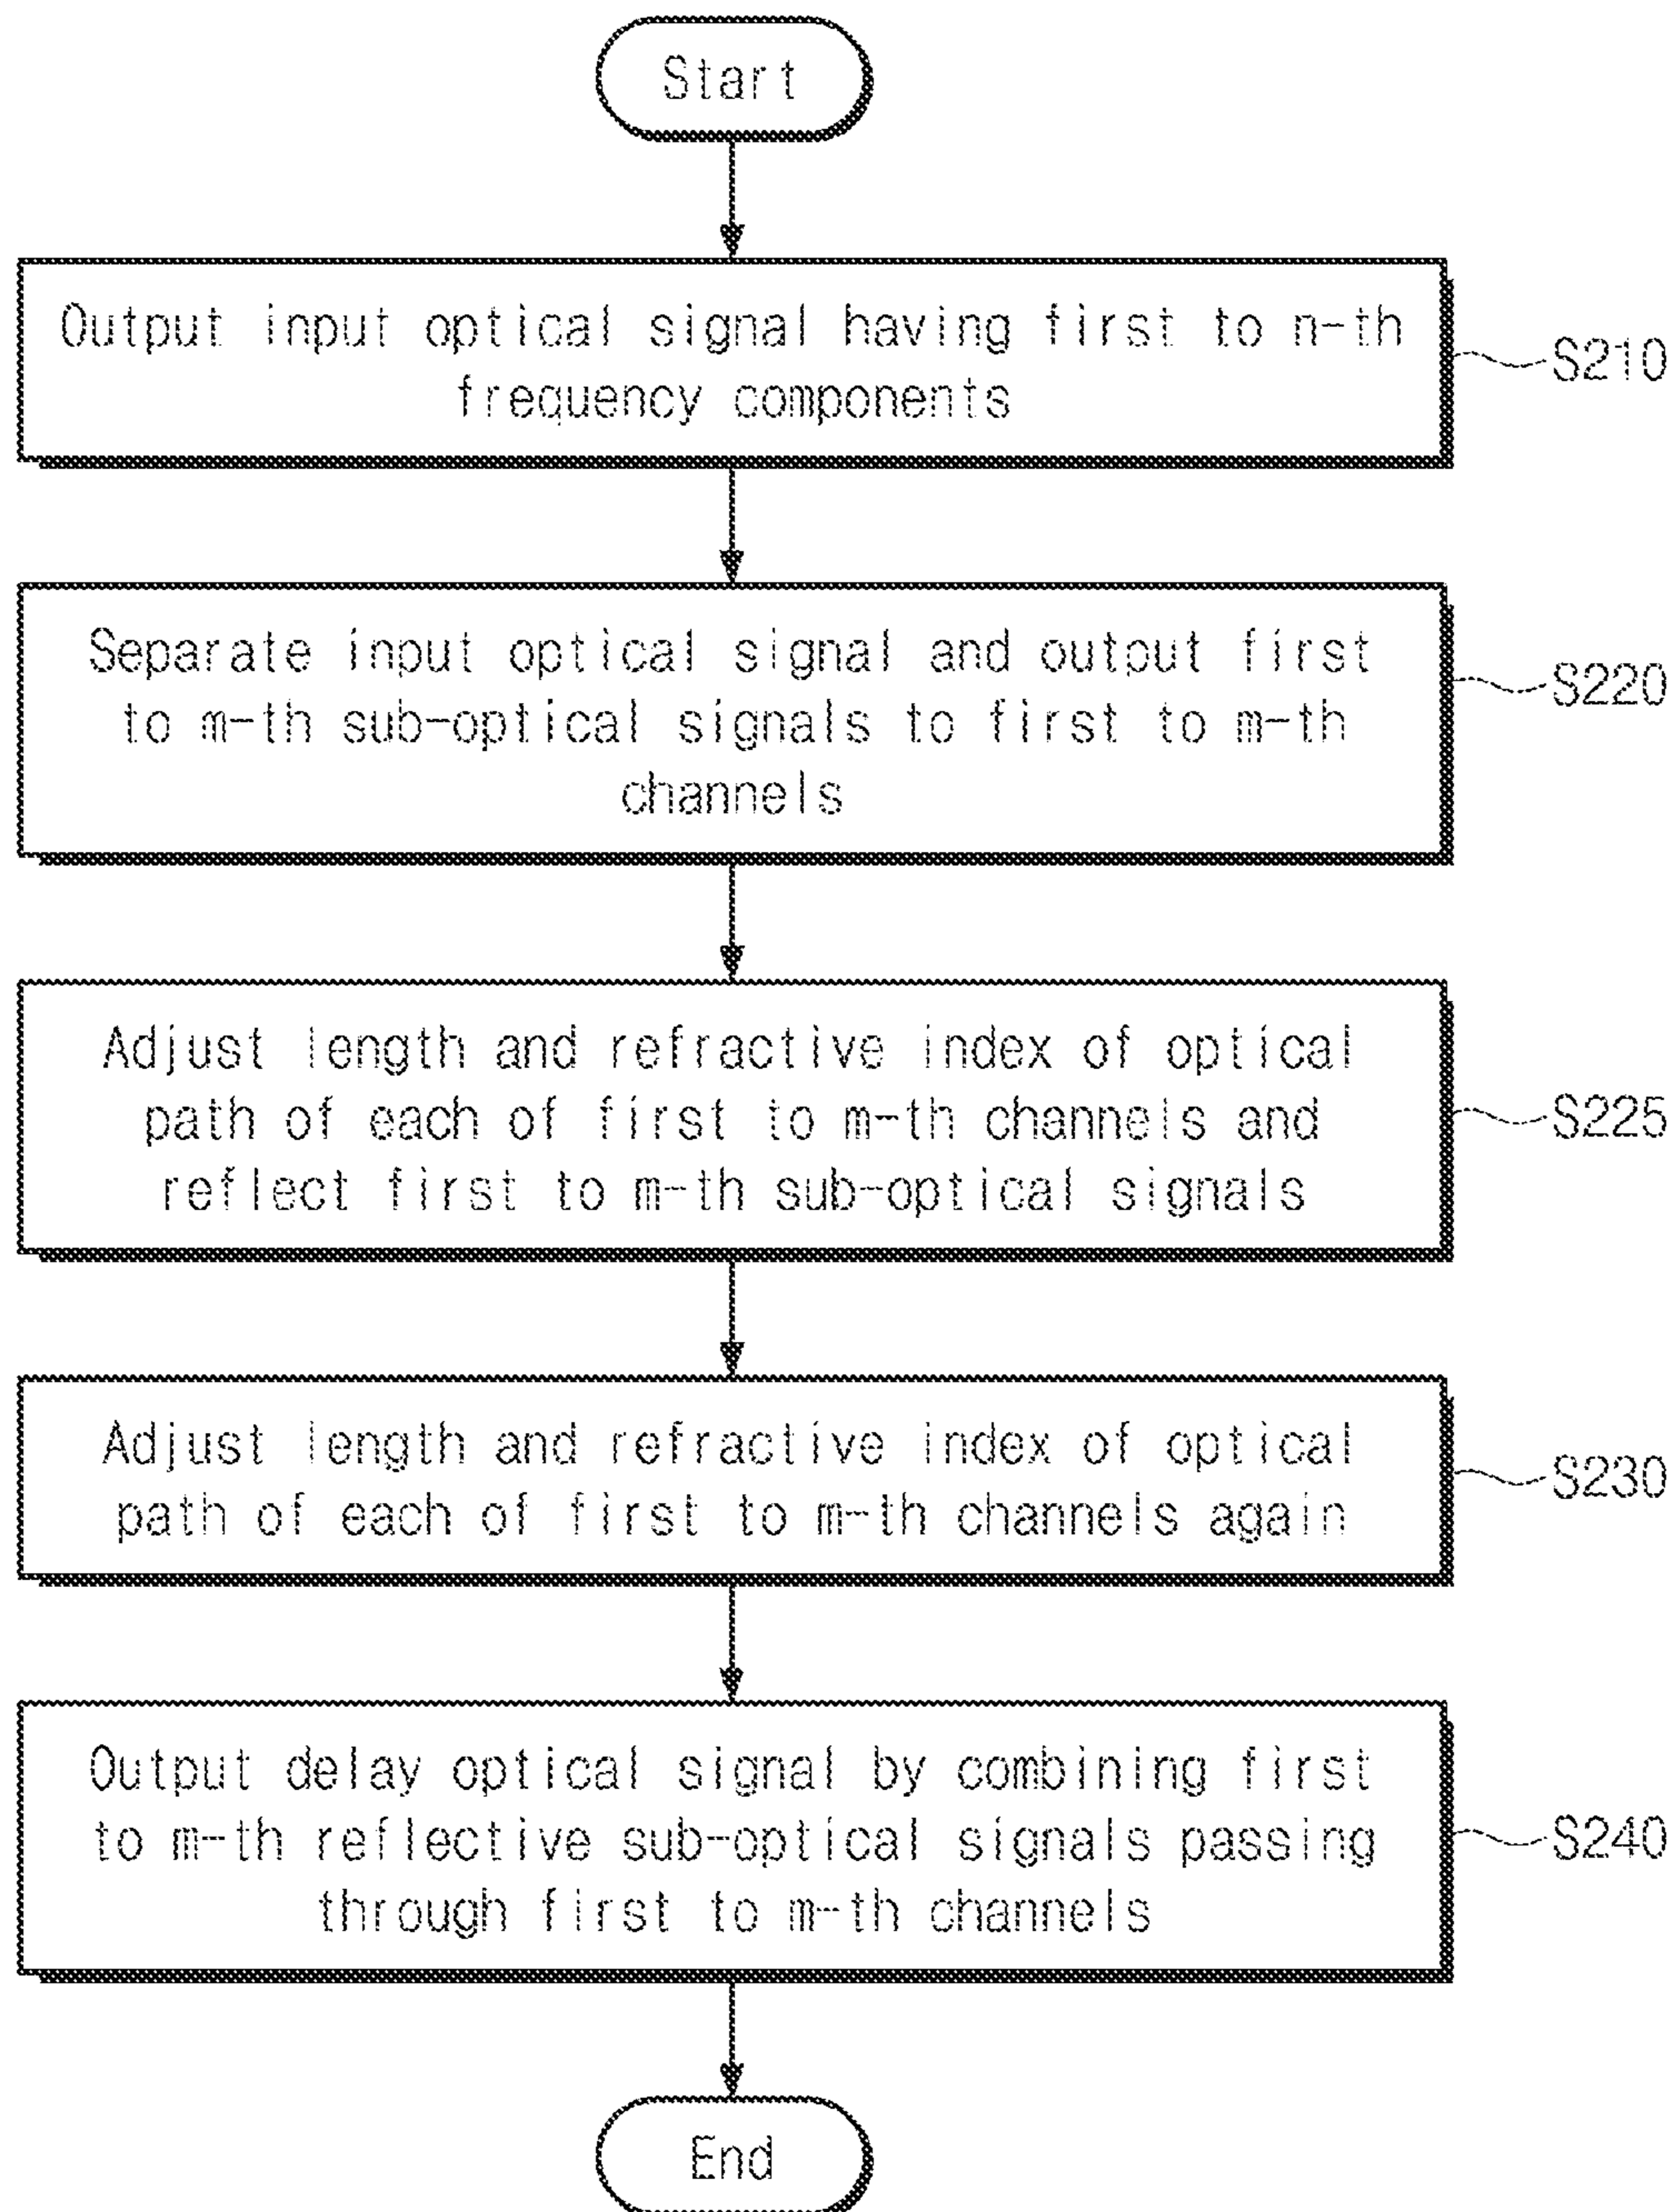 Start
Output input optical signal having first to n-th
frequency components
S210
Separate input optical signal and output first
to m-th sub-optical signals to first to m-th
channels
S220
Adjust length and refractive index of optical
path of each of first to m-th channels and
reflect first to m-th sub-optical signals
S225
Adjust length and refractive index of optical
path of each of first to m-th channels again
S230
Output delay optical signal by combining first
to m-th reflective sub-optical signals passing
through first to m-th channels
S240
End